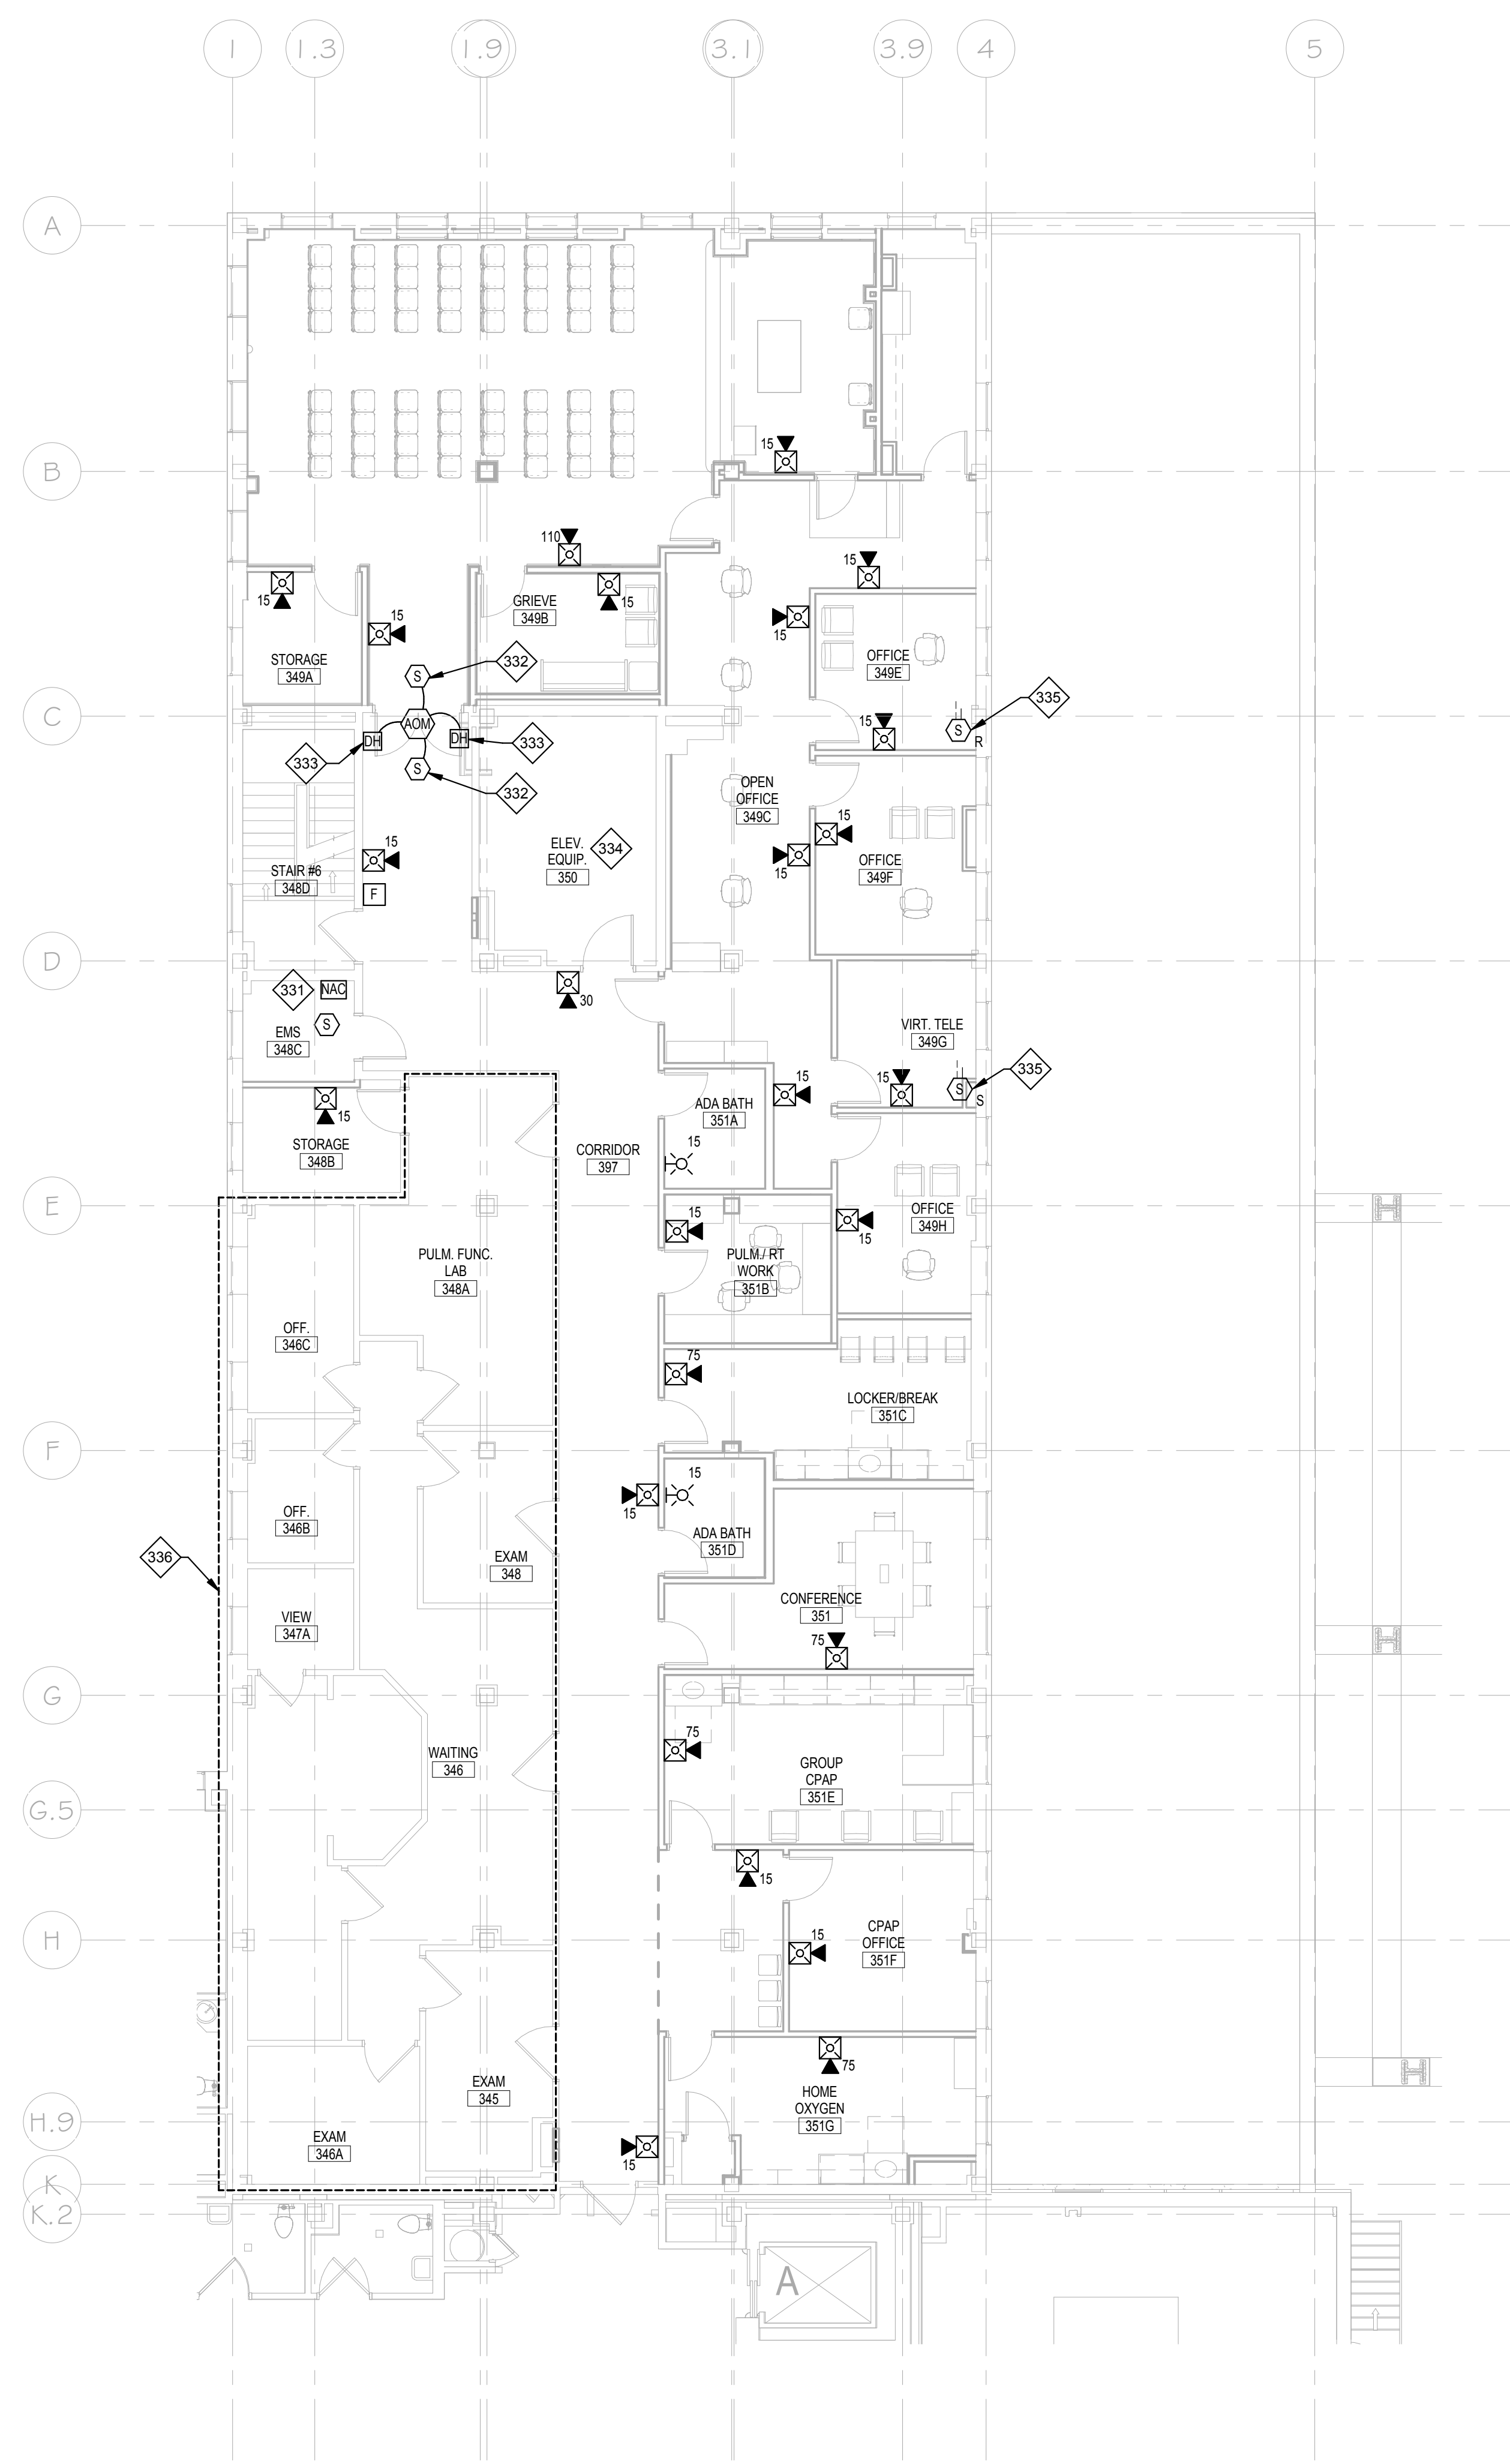 1
1.3
1.9
3.1
3.9
4
5
A
B
15
110
15
15
15
GRIEVE
349B
15
15
15
STORAGE
349A
OFFICE
349E
S
332
335
C
AOM
15
S
R
DH
DH
333
333
S
332
OPEN
OFFICE
349C
15
15
ELEV.
EQUIP.
350
334
15
OFFICE
349F
STAIR #6
348D
F
D
331
NAC
30
S
EMS
348C
VIRT. TELE
349G
335
15
15
S
S
15
ADA BATH
351A
STORAGE
348B
CORRIDOR
397
15
E
15
OFFICE
349H
15
PULM. FUNC.
LAB
348A
PULM./ RT
WORK
351B
OFF.
346C
75
LOCKER/BREAK
351C
F
15
15
OFF.
346B
ADA BATH
351D
336
EXAM
348
CONFERENCE
351
VIEW
347A
75
G
75
WAITING
346
GROUP
CPAP
351E
G.5
15
H
15
CPAP
OFFICE
351F
75
EXAM
345
HOME
OXYGEN
351G
H.9
EXAM
346A
15
K
K.2
A